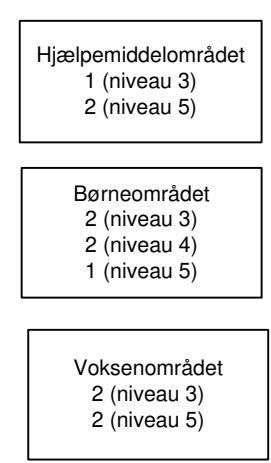 Hjælpemiddelområdet
1 (niveau 3)
2 (niveau 5)
Børneområdet
2 (niveau 3)
2 (niveau 4)
1 (niveau 5)
Voksenområdet
2 (niveau 3)
2 (niveau 5)